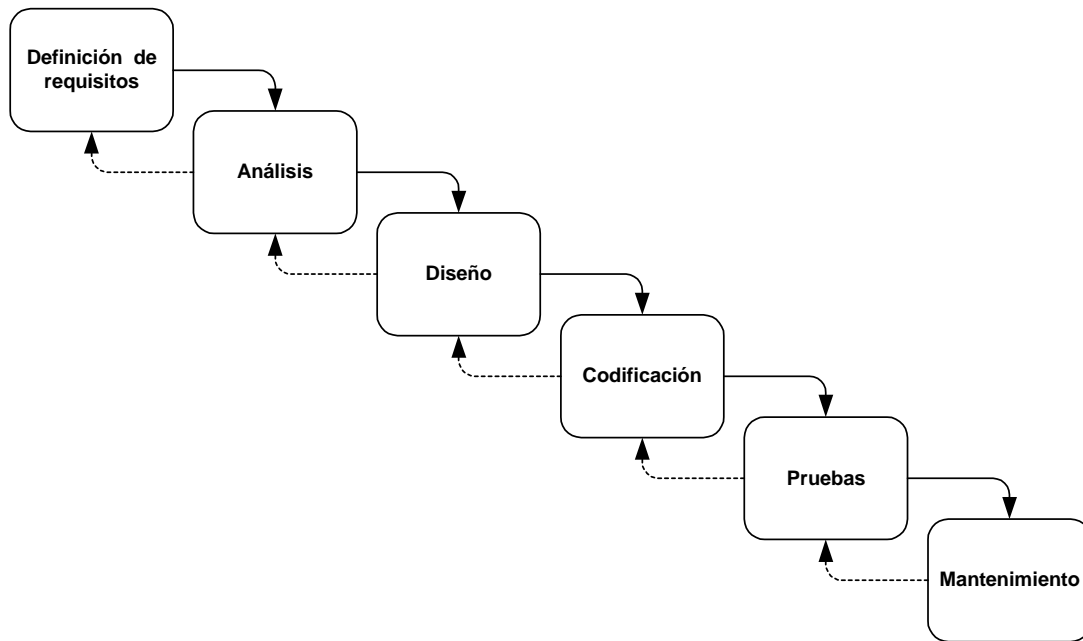 Definición de
requisitos
Análisis
Diseño
Codificación
Pruebas
Mantenimiento